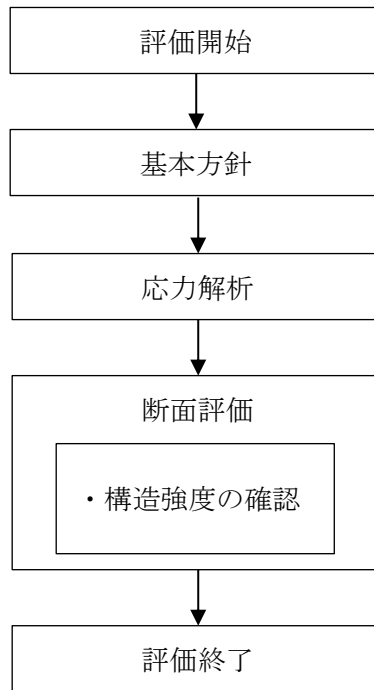 評価開始
基本方針
応力解析
断面評価
・構造強度の確認
評価終了